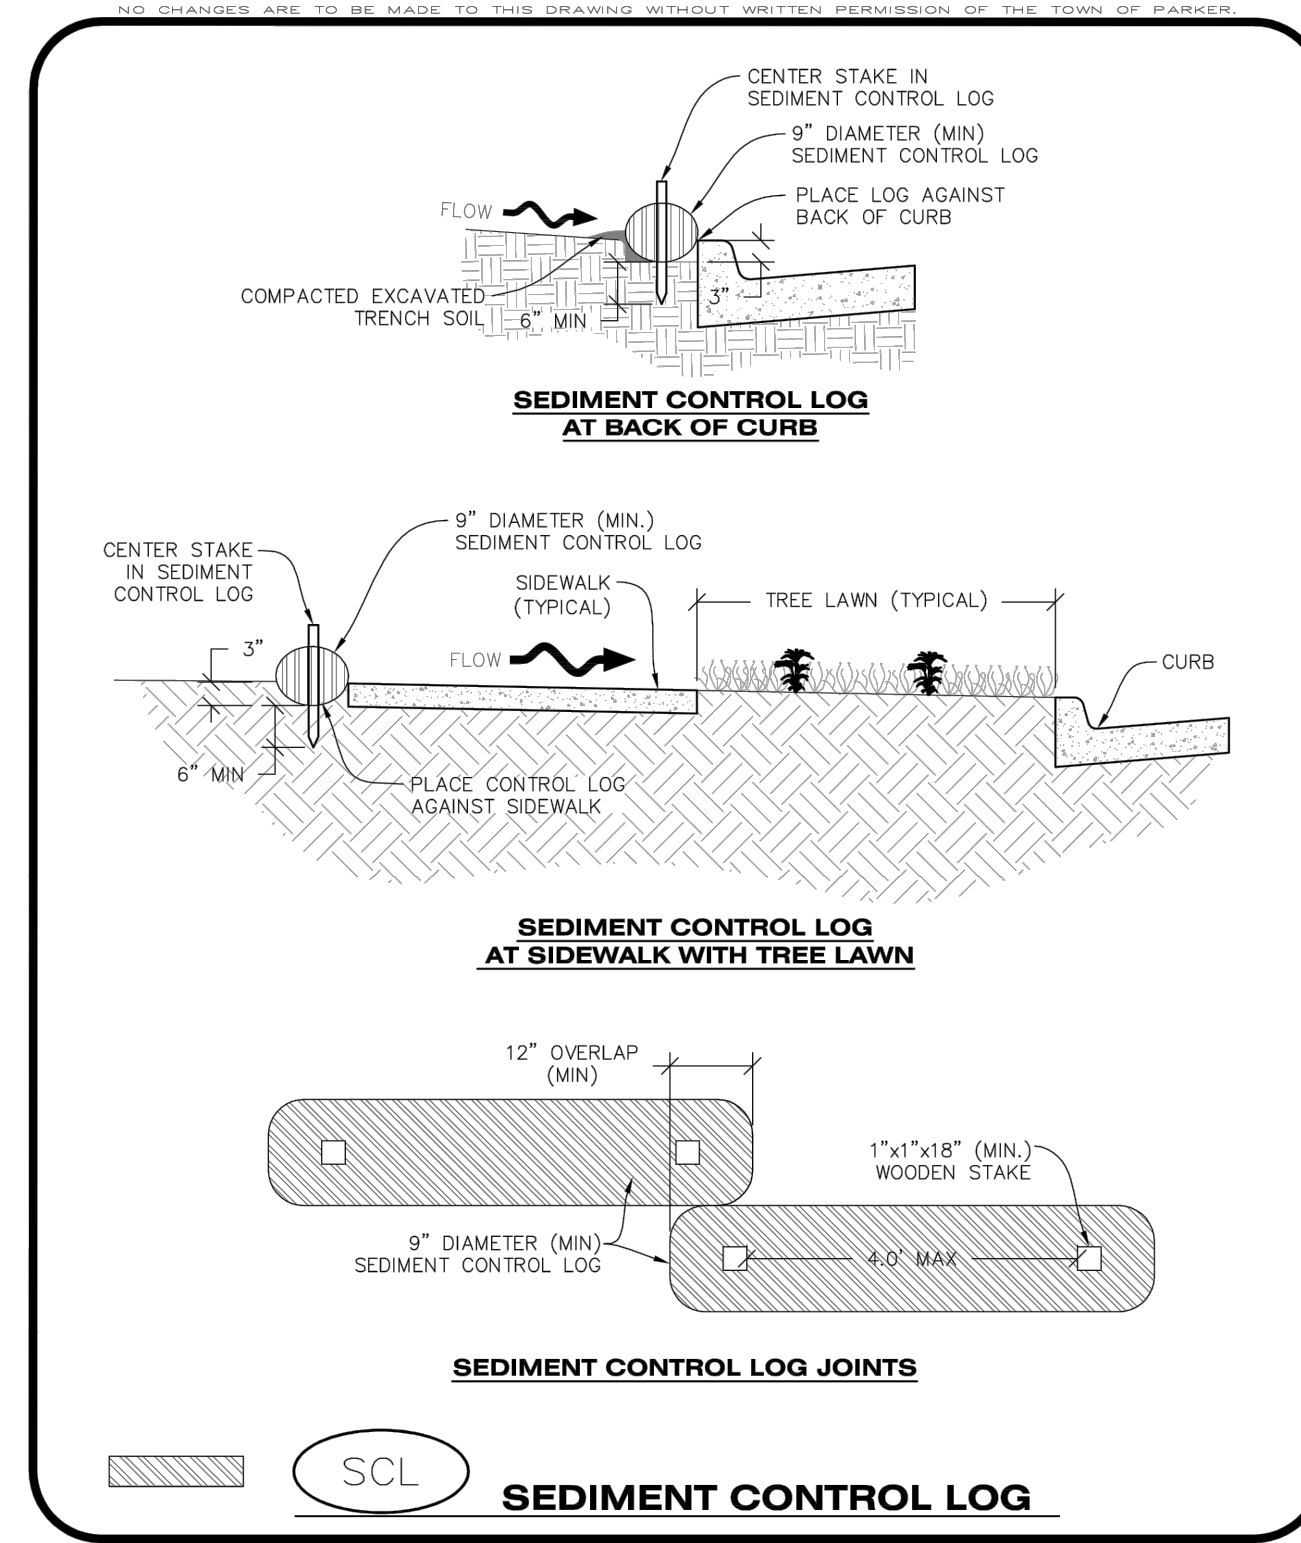 NO CHANGES ARE TO BE MADE TO THIS DRAWING WITHOUT WRITTEN PERMISSION OF THE TOWN OF PARKER.
CENTER STAKE IN
SEDIMENT CONTROL LOG
9" DIAMETER (MIN)
SEDIMENT CONTROL LOG
PLACE LOG AGAINST
BACK OF CURB
FLOW
COMPACTED EXCAVATED
TRENCH SOIL
6" MIN
3"
SEDIMENT CONTROL LOG
AT BACK OF CURB
9" DIAMETER (MIN.)
SEDIMENT CONTROL LOG
CENTER STAKE
IN SEDIMENT
CONTROL LOG
SIDEWALK
(TYPICAL)
TREE LAWN (TYPICAL)
3"
FLOW
CURB
6" MIN
PLACE CONTROL LOG
AGAINST SIDEWALK
SEDIMENT CONTROL LOG
AT SIDEWALK WITH TREE LAWN
12" OVERLAP
(MIN)
1"x1"x18" (MIN.)
WOODEN STAKE
9" DIAMETER (MIN)
SEDIMENT CONTROL LOG
4.0' MAX
SEDIMENT CONTROL LOG JOINTS
SCL
SEDIMENT CONTROL LOG